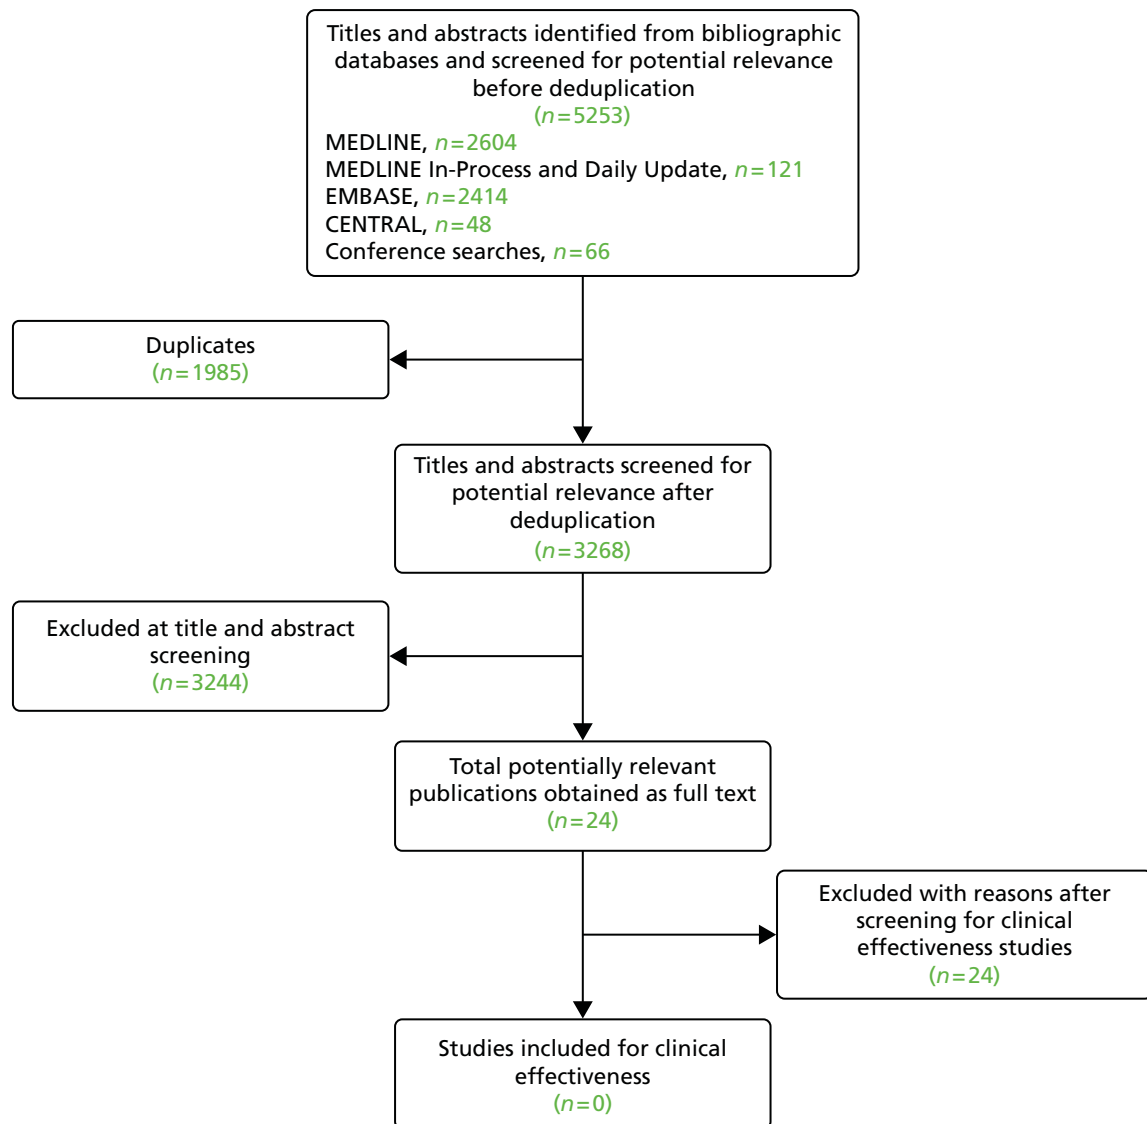 Titles and abstracts identified from bibliographic
databases and screened for potential relevance
before deduplication
(n=5253)
MEDLINE, n=2604
MEDLINE In-Process and Daily Update, n=121
EMBASE, n=2414
CENTRAL, n=48
Conference searches, n=66
Duplicates
(n=1985)
Titles and abstracts screened for
potential relevance after
deduplication
(n=3268)
Excluded at title and abstract
screening
(n=3244)
Total potentially relevant
publications obtained as full text
(n=24)
Excluded with reasons after
screening for clinical
effectiveness studies
(n=24)
Studies included for clinical
effectiveness
(n=0)